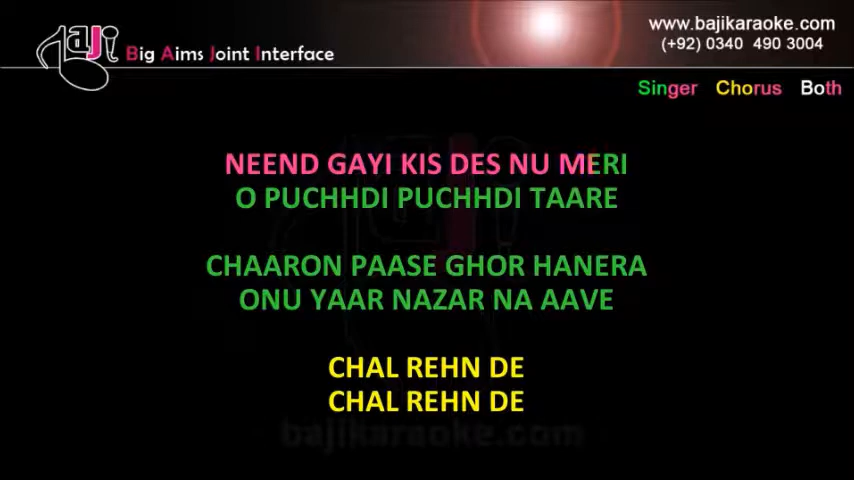 BAJI
Big Aims Joint Interface
www.bajikaraoke.com
(+92) 0340 490 3004
Singer Chorus Both
NEEND GAYI KIS DES NU MERI
O PUCHHDI PUCHHDI TAARE
CHAARON PAASE GHOR HANERA
ONU YAAR NAZAR NA AAVE
CHAL REHN DE
CHAL REHN DE
bajikaraoke.com